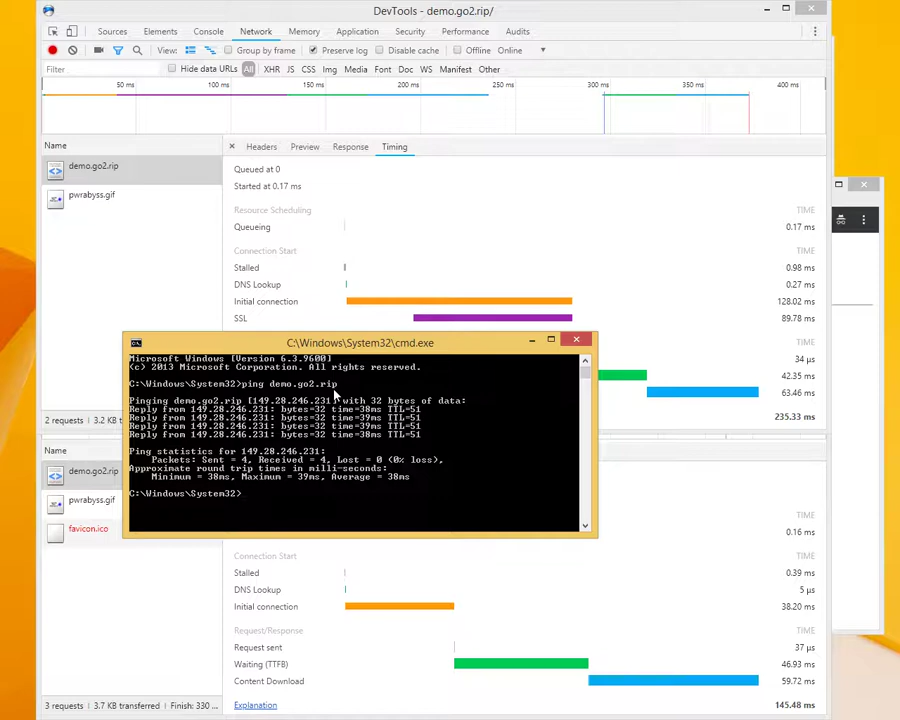 DevTools - demo.go2.rip/
Sources Elements Console Network Memory Application Security Performance Audits
View: Group by frame Preserve log Disable cache Offline Online
Filter Hide data URLs All XHR JS CSS Img Media Font Doc WS Manifest Other
50 ms 100 ms 150 ms 200 ms 250 ms 300 ms 350 ms 400 ms
Name Headers Preview Response Timing
demo.go2.rip
pwrabyss.gif
Queued at 0
Started at 0.17 ms
Resource Scheduling TIME
Queueing 0.17 ms
Connection Start TIME
Stalled 0.98 ms
DNS Lookup 0.27 ms
Initial connection 128.02 ms
SSL 89.78 ms
TIME
34 µs
42.35 ms
63.46 ms
2 requests | 3.2 K
235.33 ms
C:\Windows\System32\cmd.exe
Microsoft Windows [Version 6.3.9600]
(c) 2013 Microsoft Corporation. All rights reserved.
C:\Windows\System32>ping demo.go2.rip
Pinging demo.go2.rip [149.28.246.231] with 32 bytes of data:
Reply from 149.28.246.231: bytes=32 time=38ms TTL=51
Reply from 149.28.246.231: bytes=32 time=39ms TTL=51
Reply from 149.28.246.231: bytes=32 time=39ms TTL=51
Reply from 149.28.246.231: bytes=32 time=38ms TTL=51
Ping statistics for 149.28.246.231:
Packets: Sent = 4, Received = 4, Lost = 0 (0% loss),
Approximate round trip times in milli-seconds:
Minimum = 38ms, Maximum = 39ms, Average = 38ms
C:\Windows\System32>
Name
demo.go2.rip
pwrabyss.gif
favicon.ico
TIME
0.16 ms
Connection Start TIME
Stalled 0.39 ms
DNS Lookup 5 µs
Initial connection 38.20 ms
Request/Response TIME
Request sent 37 µs
Waiting (TTFB) 46.93 ms
Content Download 59.72 ms
3 requests | 3.7 KB transferred | Finish: 330 ...
Explanation 145.48 ms